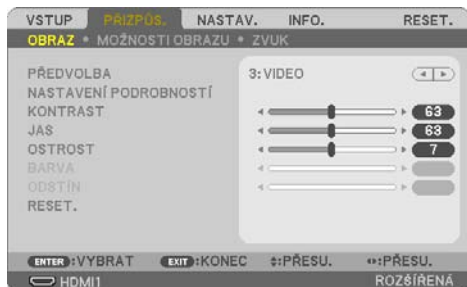 VSTUP PŘIZPŮS. NASTAV. INFO. RESET.
OBRAZ • MOŽNOSTI OBRAZU • ZVUK
PŘEDVOLBA 3:VIDEO
NASTAVENÍ PODROBNOSTÍ
KONTRAST 63
JAS 63
OSTROST 7
BARVA
ODSTÍN
RESET.
ENTER:VYBRAT EXIT:KONEC :PŘESU. :PŘESU.
HDMI1 ROZŠÍŘENÁ